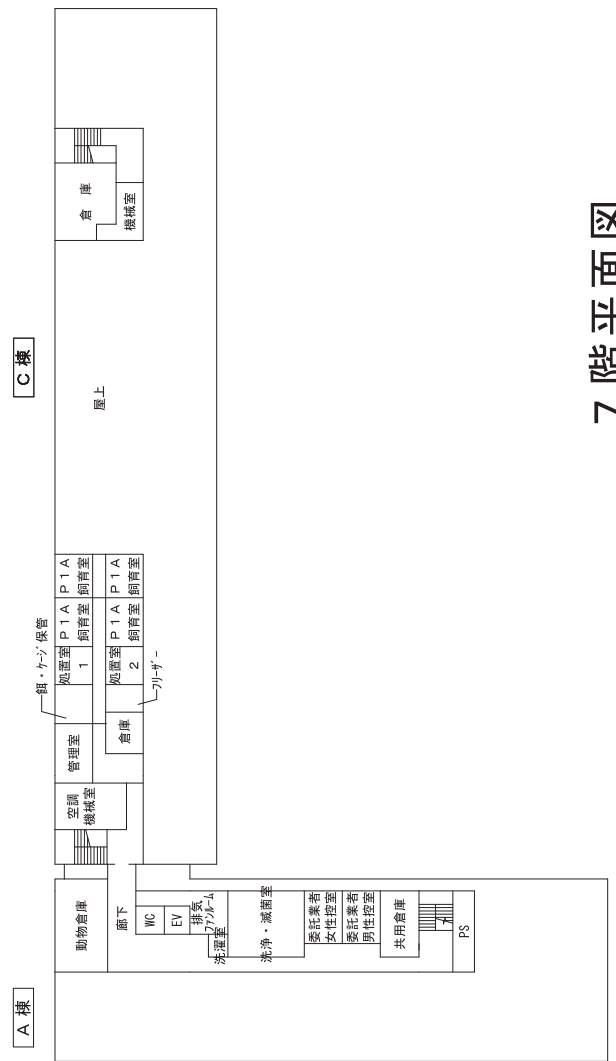 7 階 平 面 図
A 棟
C 棟
動物倉庫
廊下
WC
EV
排気
ファンルーム
洗濯室
洗浄・滅菌室
委託業者
女性控室
委託業者
男性控室
共用倉庫
PS
空調
機械室
管理室
餌・ケージ保管
処置室
1
P 1 A
飼育室
P 1 A
飼育室
倉庫
フリーザー
処置室
2
P 1 A
飼育室
P 1 A
飼育室
屋上
倉 庫
機械室